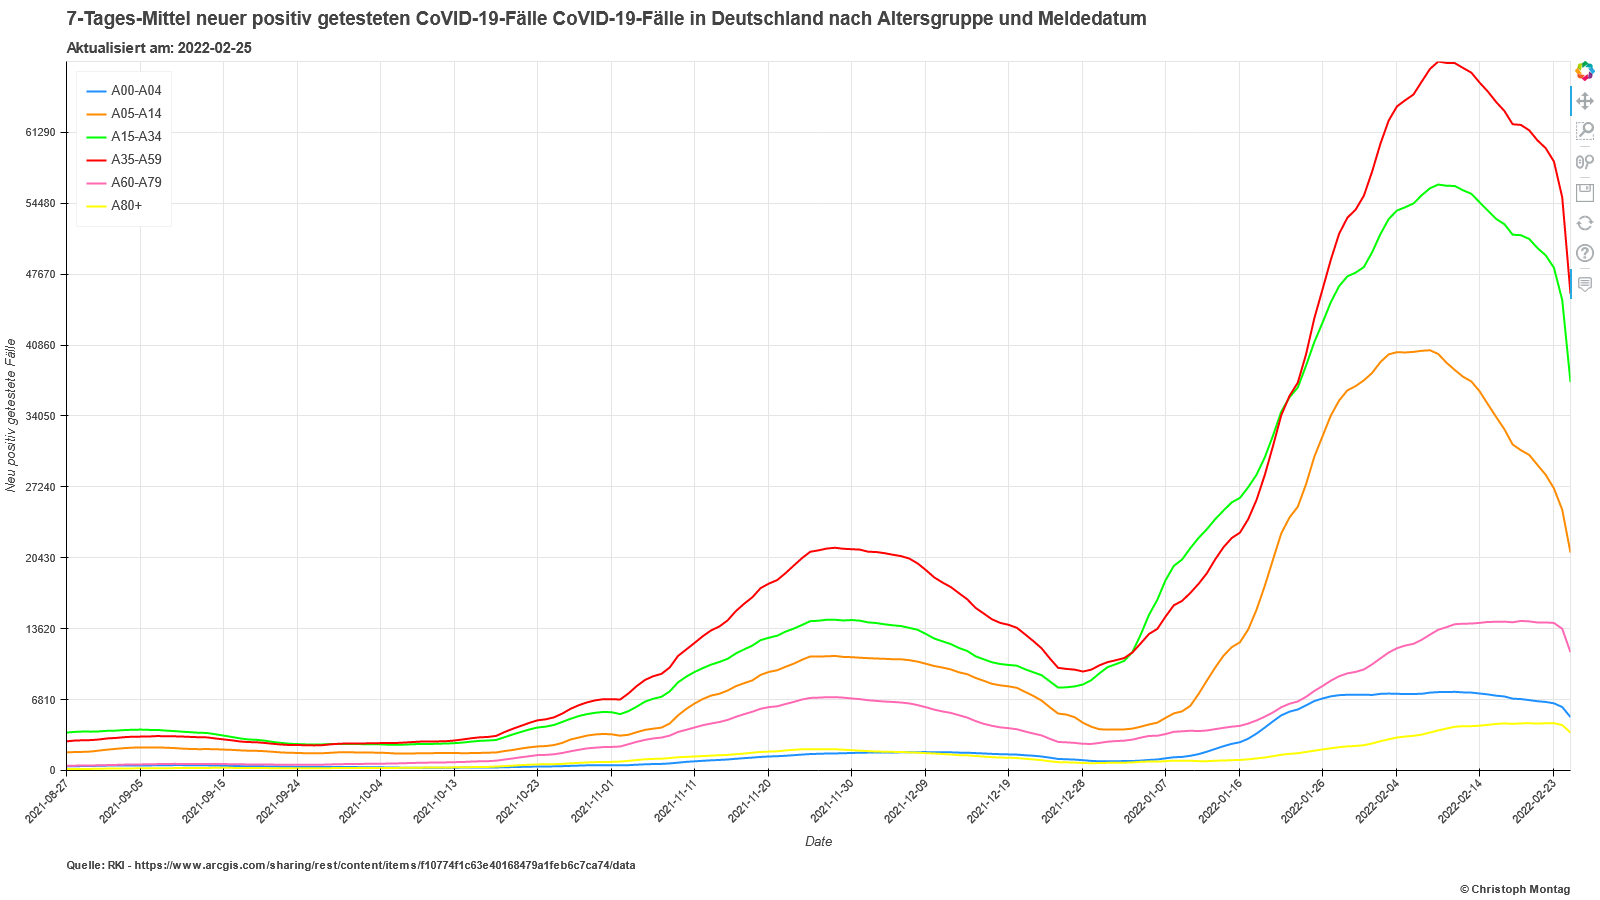 7-Tages-Mittel neuer positiv getesteten CoVID-19-Fälle CoVID-19-Fälle in Deutschland nach Altersgruppe und Meldedatum
Aktualisiert am: 2022-02-25
A00-A04
A05-A14
A15-A34
A35-A59
A60-A79
A80+
61290
54480
47670
40860
34050
27240
20430
13620
6810
0
Neu positiv getestete Fälle
2021-08-27
2021-09-05
2021-09-15
2021-09-24
2021-10-04
2021-10-13
2021-10-23
2021-11-01
2021-11-11
2021-11-20
2021-11-30
2021-12-09
2021-12-19
2021-12-28
2022-01-07
2022-01-16
2022-01-26
2022-02-04
2022-02-14
2022-02-23
Date
Quelle: RKI - https://www.arcgis.com/sharing/rest/content/items/f10774f1c63e40168479a1feb6c7ca74/data
© Christoph Montag